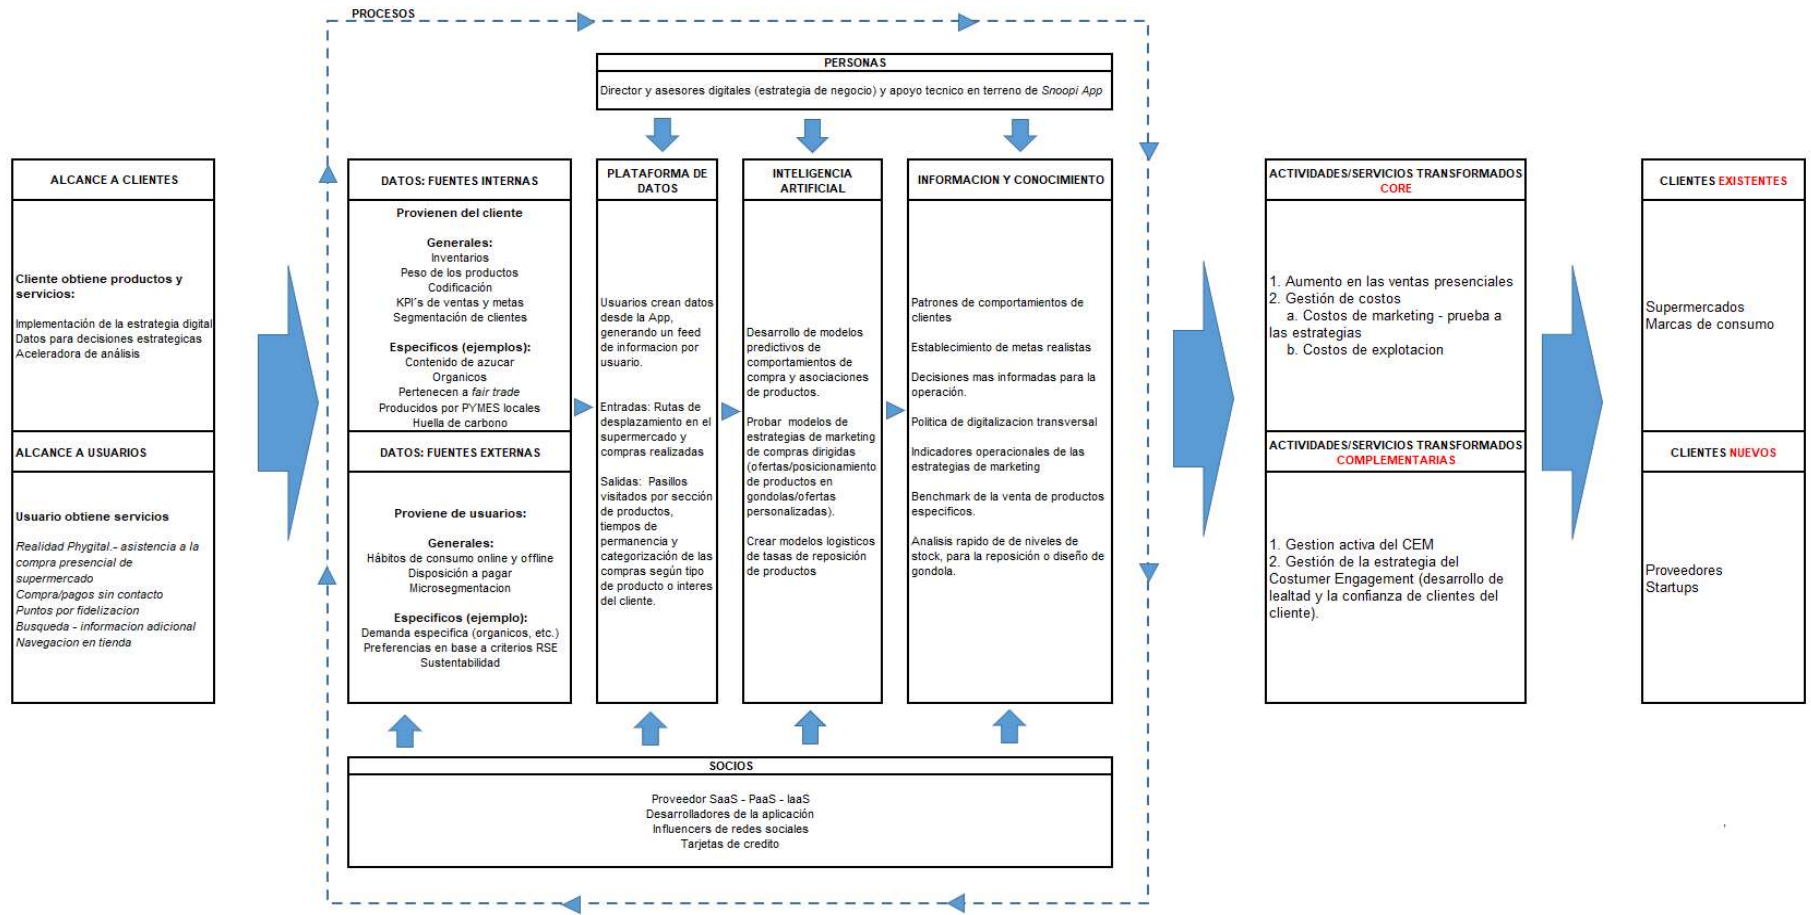 PROCESOS
PERSONAS
Director y asesores digitales (estrategia de negocio) y apoyo tecnico en terreno de Snoopi App
ALCANCE A CLIENTES
Cliente obtiene productos y
servicios:
Implementación de la estrategia digital
Datos para decisiones estrategicas
Aceleradora de análisis
ALCANCE A USUARIOS
Usuario obtiene servicios
Realidad Phygital.- asistencia a la
compra presencial de
supermercado
Compra/pagos sin contacto
Puntos por fidelizacion
Busqueda - informacion adicional
Navegacion en tienda
DATOS: FUENTES INTERNAS
Provienen del cliente
Generales:
Inventarios
Peso de los productos
Codificación
KPI´s de ventas y metas
Segmentación de clientes
Especificos (ejemplos):
Contenido de azucar
Organicos
Pertenecen a fair trade
Producidos por PYMES locales
Huella de carbono
DATOS: FUENTES EXTERNAS
Proviene de usuarios:
Generales:
Hábitos de consumo online y offline
Disposición a pagar
Microsegmentacion
Especificos (ejemplo):
Demanda especifica (organicos, etc.)
Preferencias en base a criterios RSE
Sustentabilidad
PLATAFORMA DE
DATOS
Usuarios crean datos
desde la App,
generando un feed
de informacion por
usuario.
Entradas: Rutas de
desplazamiento en el
supermercado y
compras realizadas
Salidas: Pasillos
visitados por sección
de productos,
tiempos de
permanencia y
categorización de las
compras según tipo
de producto o interes
del cliente.
INTELIGENCIA
ARTIFICIAL
Desarrollo de modelos
predictivos de
comportamientos de
compra y asociaciones
de productos.
Probar modelos de
estrategias de marketing
de compras dirigidas
(ofertas/posicionamiento
de productos en
gondolas/ofertas
personalizadas).
Crear modelos logisticos
de tasas de reposición
de productos
INFORMACION Y CONOCIMIENTO
Patrones de comportamientos de
clientes
Establecimiento de metas realistas
Decisiones mas informadas para la
operación.
Politica de digitalizacion transversal
Indicadores operacionales de las
estrategias de marketing
Benchmark de la venta de productos
especificos.
Analisis rapido de de niveles de
stock, para la reposición o diseño de
gondola.
SOCIOS
Proveedor SaaS - PaaS - IaaS
Desarrolladores de la aplicación
Influencers de redes sociales
Tarjetas de credito
ACTIVIDADES/SERVICIOS TRANSFORMADOS
CORE
1. Aumento en las ventas presenciales
2. Gestión de costos
a. Costos de marketing - prueba a
las estrategias
b. Costos de explotacion
ACTIVIDADES/SERVICIOS TRANSFORMADOS
COMPLEMENTARIAS
1. Gestion activa del CEM
2. Gestión de la estrategia del
Costumer Engagement (desarrollo de
lealtad y la confianza de clientes del
cliente).
CLIENTES EXISTENTES
Supermercados
Marcas de consumo
CLIENTES NUEVOS
Proveedores
Startups